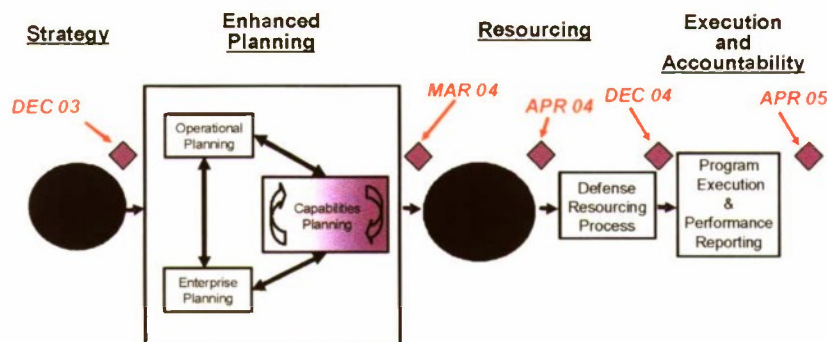 Strategy
Enhanced
Planning
Resourcing
Execution
and
Accountability
DEC 03
MAR 04
APR 04
DEC 04
APR 05
Operational
Planning
Capabilities
Planning
Enterprise
Planning
Defense
Resourcing
Process
Program
Execution
&
Performance
Reporting